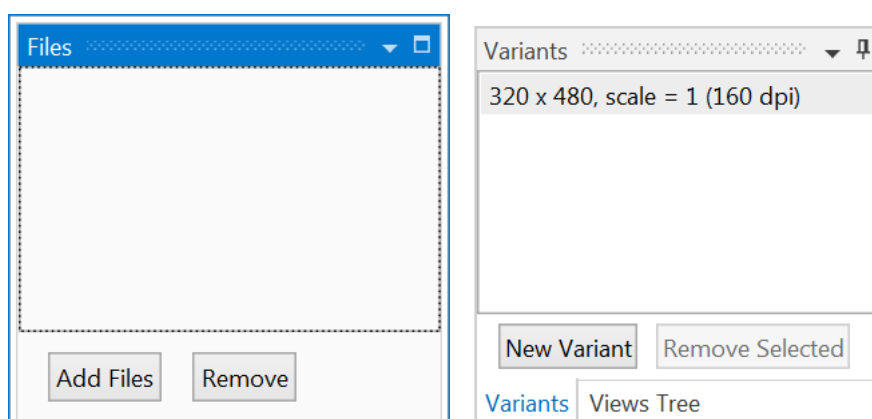 Files
Add Files
Remove
Variants
320 x 480, scale = 1 (160 dpi)
New Variant
Remove Selected
Variants
Views Tree